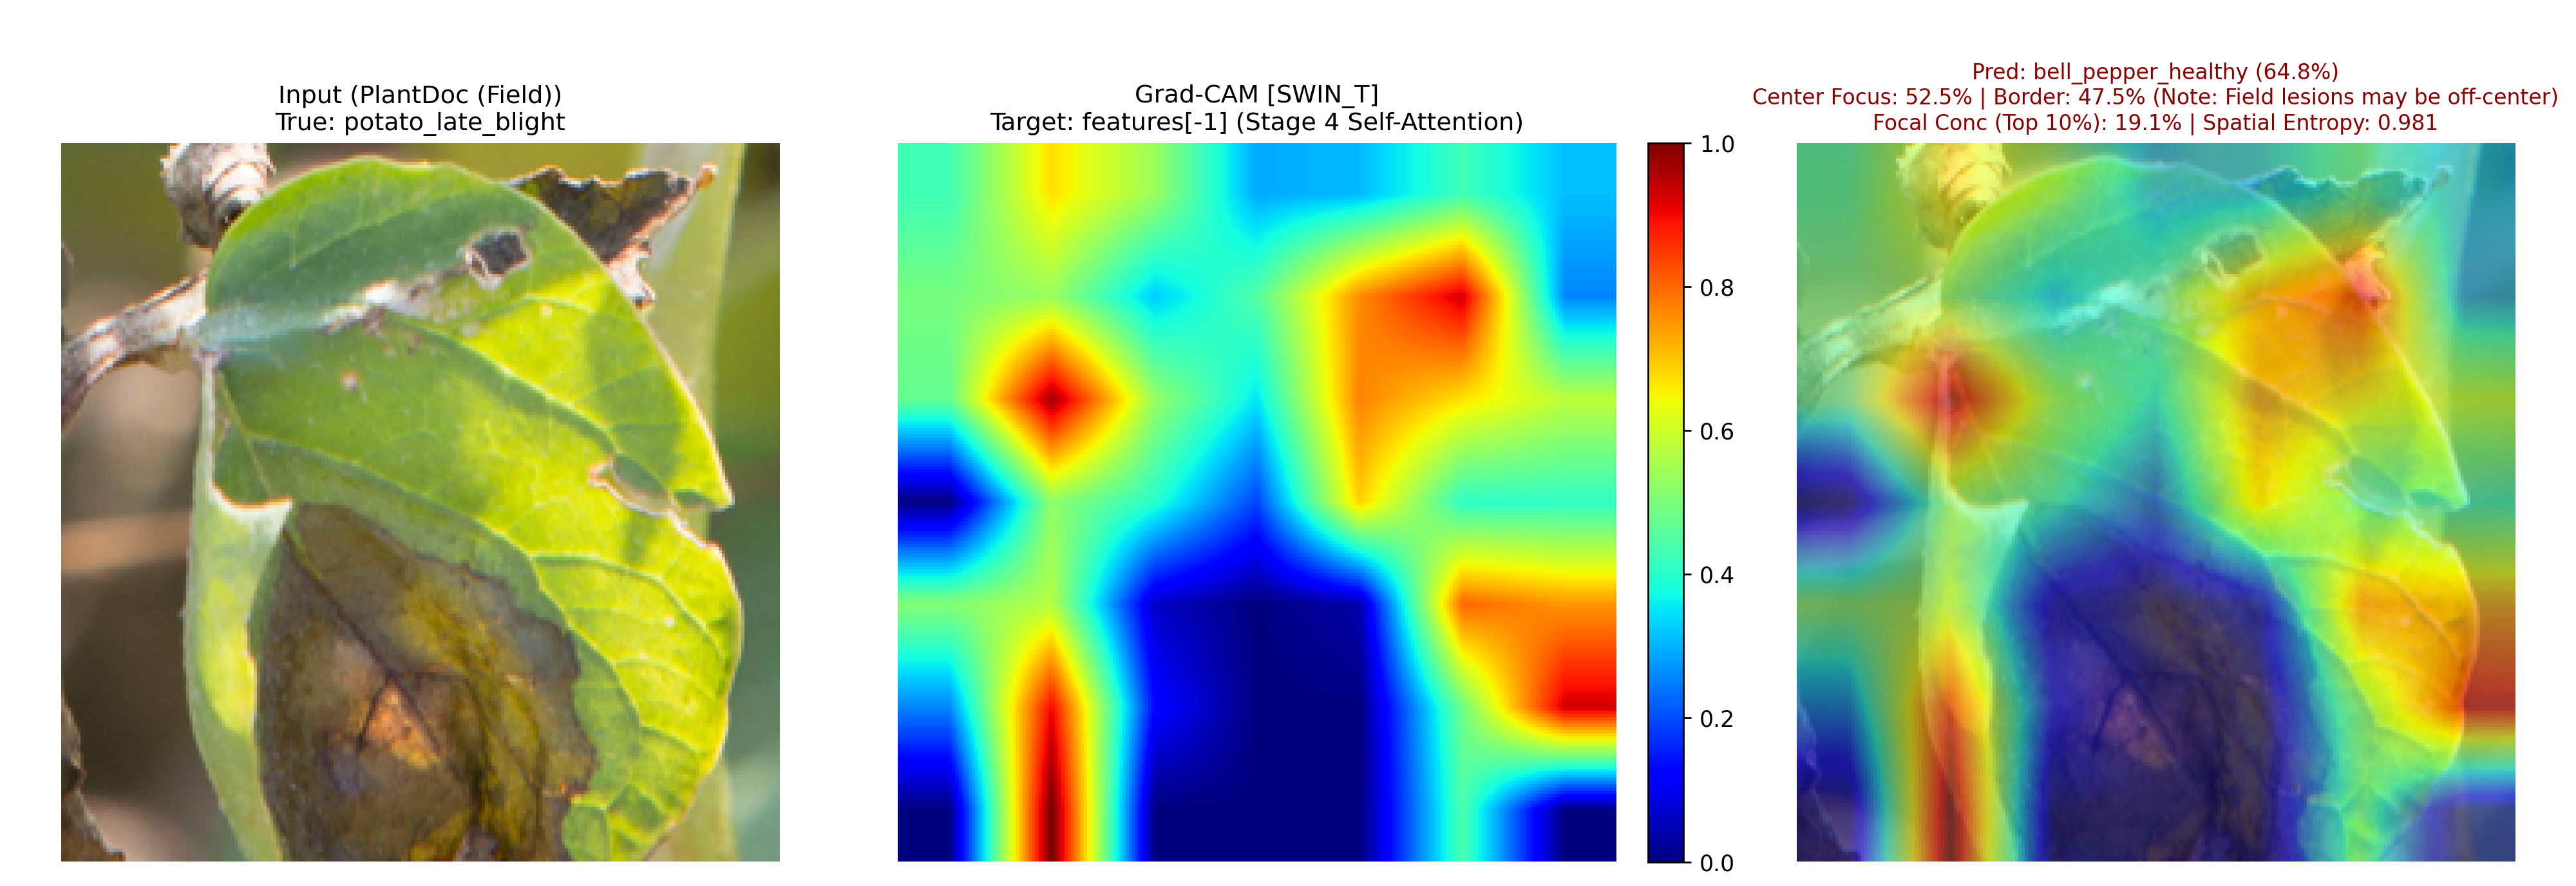 Input (PlantDoc (Field))
True: potato_late_blight
Grad-CAM [SWIN_T]
Target: features[-1] (Stage 4 Self-Attention)
1.0
0.8
0.6
0.4
0.2
0.0
Pred: bell_pepper_healthy (64.8%)
Center Focus: 52.5% | Border: 47.5% (Note: Field lesions may be off-center)
Focal Conc (Top 10%): 19.1% | Spatial Entropy: 0.981